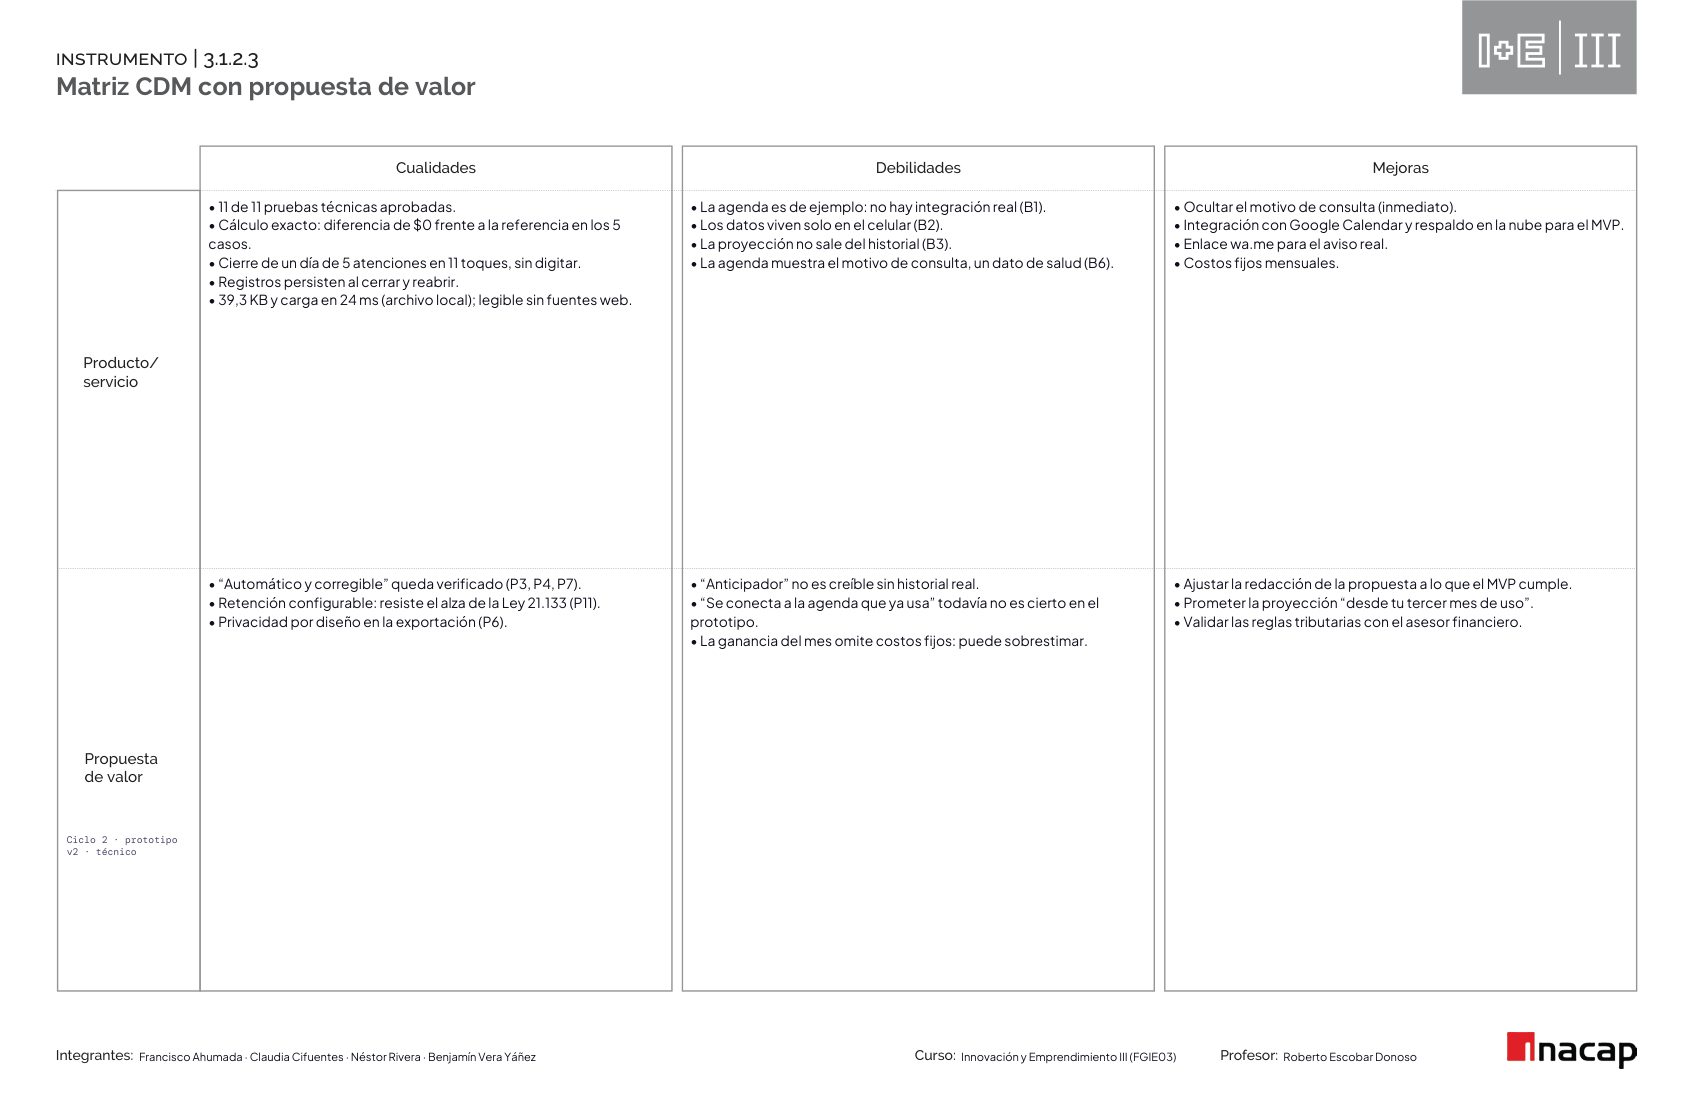 INSTRUMENTO | 3.1.2.3
Matriz CDM con propuesta de valor
I+E | III
Cualidades
Debilidades
Mejoras
Producto/
servicio
• 11 de 11 pruebas técnicas aprobadas.
• Cálculo exacto: diferencia de $0 frente a la referencia en los 5
casos.
• Cierre de un día de 5 atenciones en 11 toques, sin digitar.
• Registros persisten al cerrar y reabrir.
• 39,3 KB y carga en 24 ms (archivo local); legible sin fuentes web.
• La agenda es de ejemplo: no hay integración real (B1).
• Los datos viven solo en el celular (B2).
• La proyección no sale del historial (B3).
• La agenda muestra el motivo de consulta, un dato de salud (B6).
• Ocultar el motivo de consulta (inmediato).
• Integración con Google Calendar y respaldo en la nube para el MVP.
• Enlace wa.me para el aviso real.
• Costos fijos mensuales.
Propuesta
de valor
Ciclo 2 · prototipo
v2 · técnico
• “Automático y corregible” queda verificado (P3, P4, P7).
• Retención configurable: resiste el alza de la Ley 21.133 (P11).
• Privacidad por diseño en la exportación (P6).
• “Anticipador” no es creíble sin historial real.
• “Se conecta a la agenda que ya usa” todavía no es cierto en el
prototipo.
• La ganancia del mes omite costos fijos: puede sobrestimar.
• Ajustar la redacción de la propuesta a lo que el MVP cumple.
• Prometer la proyección “desde tu tercer mes de uso”.
• Validar las reglas tributarias con el asesor financiero.
Integrantes: Francisco Ahumada · Claudia Cifuentes · Néstor Rivera · Benjamín Vera Yáñez
Curso: Innovación y Emprendimiento III (FGIE03)
Profesor: Roberto Escobar Donoso
inacap